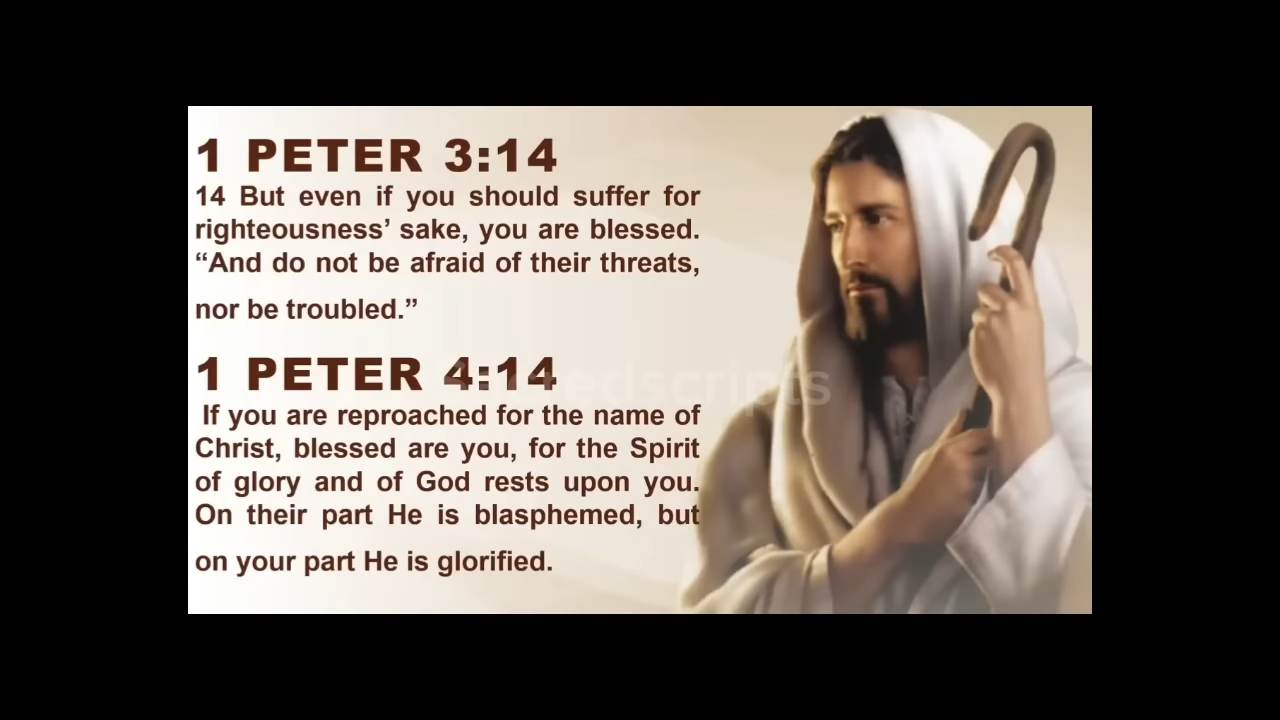 1 PETER 3:14
14 But even if you should suffer for
righteousness’ sake, you are blessed.
“And do not be afraid of their threats,
nor be troubled.”
1 PETER 4:14
sacredscripts
If you are reproached for the name of
Christ, blessed are you, for the Spirit
of glory and of God rests upon you.
On their part He is blasphemed, but
on your part He is glorified.